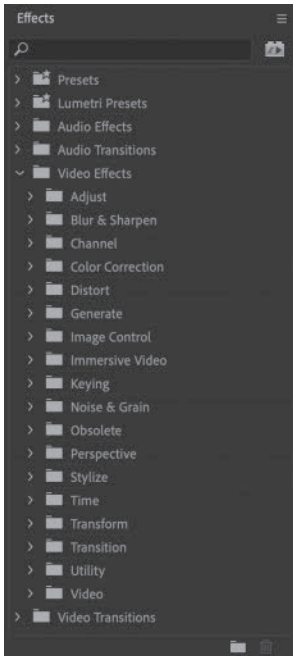 Effects
Presets
Lumetri Presets
Audio Effects
Audio Transitions
Video Effects
Adjust
Blur & Sharpen
Channel
Color Correction
Distort
Generate
Image Control
Immersive Video
Keying
Noise & Grain
Obsolete
Perspective
Stylize
Time
Transform
Transition
Utility
Video
Video Transitions